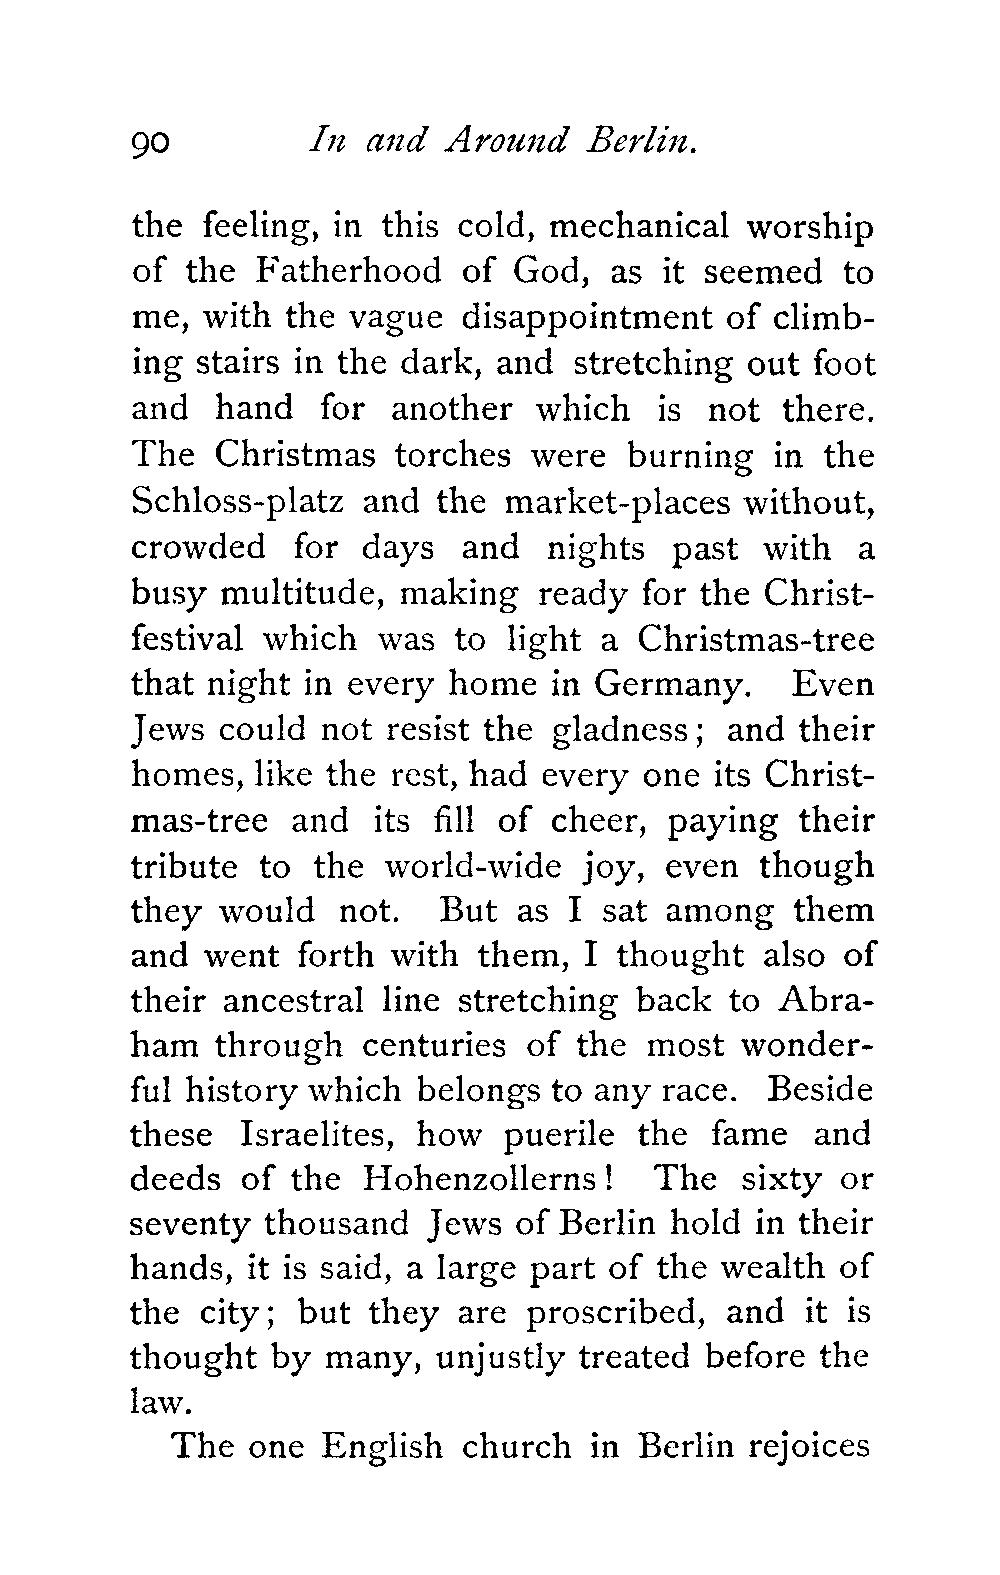 90 In and Around Berlin.
the feeling, in this cold, mechanical worship
of the Fatherhood of God, as it seemed to
me, with the vague disappointment of climb-
ing stairs in the dark, and stretching out foot
and hand for another which is not there.
The Christmas torches were burning in the
Schloss-platz and the market-places without,
crowded for days and nights past with a
busy multitude, making ready for the Christ-
festival which was to light a Christmas-tree
that night in every home in Germany. Even
Jews could not resist the gladness; and their
homes, like the rest, had every one its Christ-
mas-tree and its fill of cheer, paying their
tribute to the world-wide joy, even though
they would not. But as I sat among them
and went forth with them, I thought also of
their ancestral line stretching back to Abra-
ham through centuries of the most wonder-
ful history which belongs to any race. Beside
these Israelites, how puerile the fame and
deeds of the Hohenzollerns! The sixty or
seventy thousand Jews of Berlin hold in their
hands, it is said, a large part of the wealth of
the city; but they are proscribed, and it is
thought by many, unjustly treated before the
law.
The one English church in Berlin rejoices